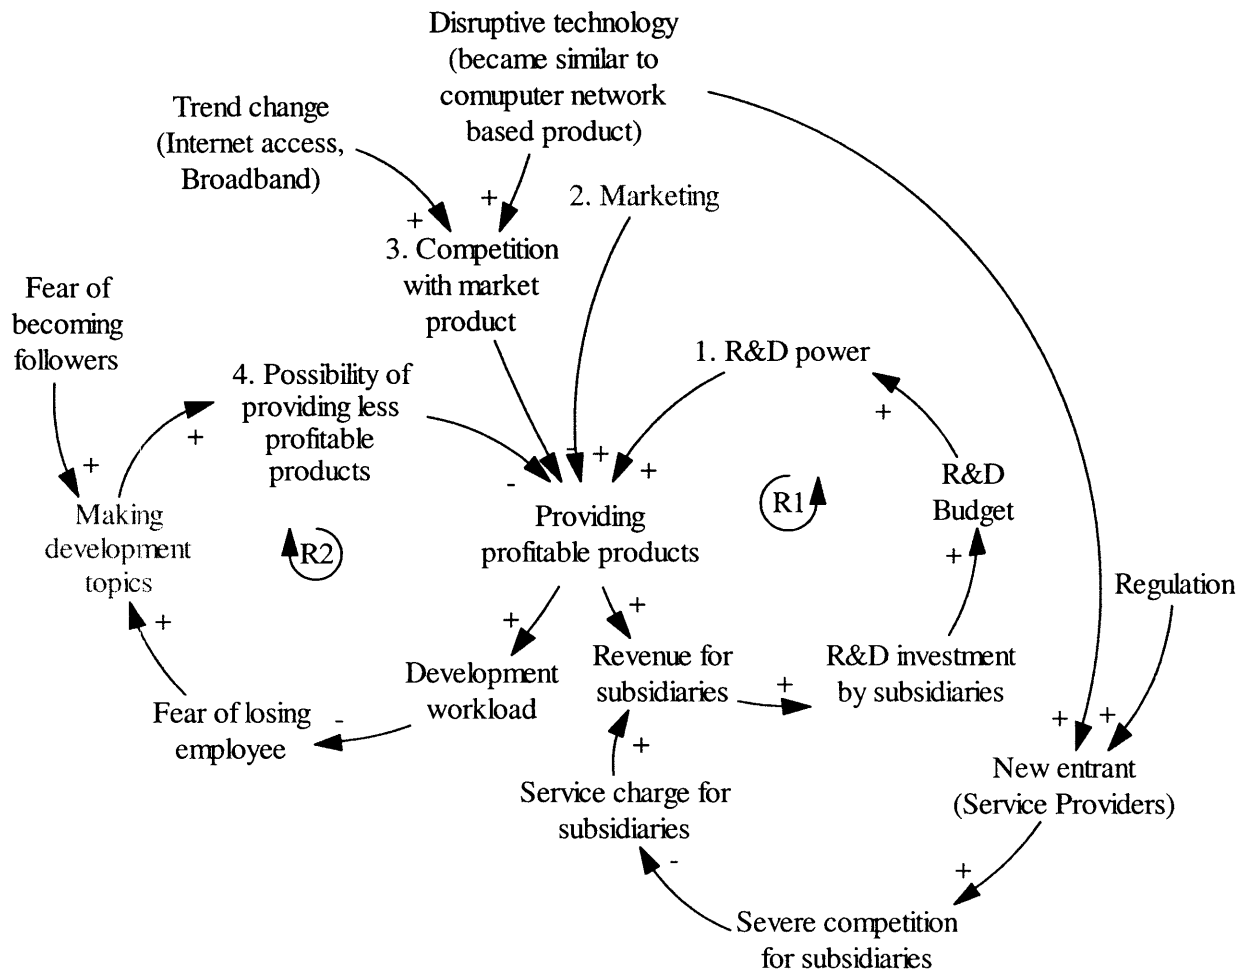 Disruptive technology
(became similar to
comuputer network
based product)
Trend change
(Internet access,
Broadband)
+
+
2. Marketing
3. Competition
with market
product
Fear of
becoming
followers
+
4. Possibility of
providing less
profitable
products
+
1. R&D power
+
R&D
Budget
+
-
-
+
+
Making
development
topics
+
R2
Providing
profitable products
R1
Regulation
+
+
Development
workload
-
Revenue for
subsidiaries
+
R&D investment
by subsidiaries
Fear of losing
employee
+
Service charge for
subsidiaries
-
+
+
New entrant
(Service Providers)
+
Severe competition
for subsidiaries